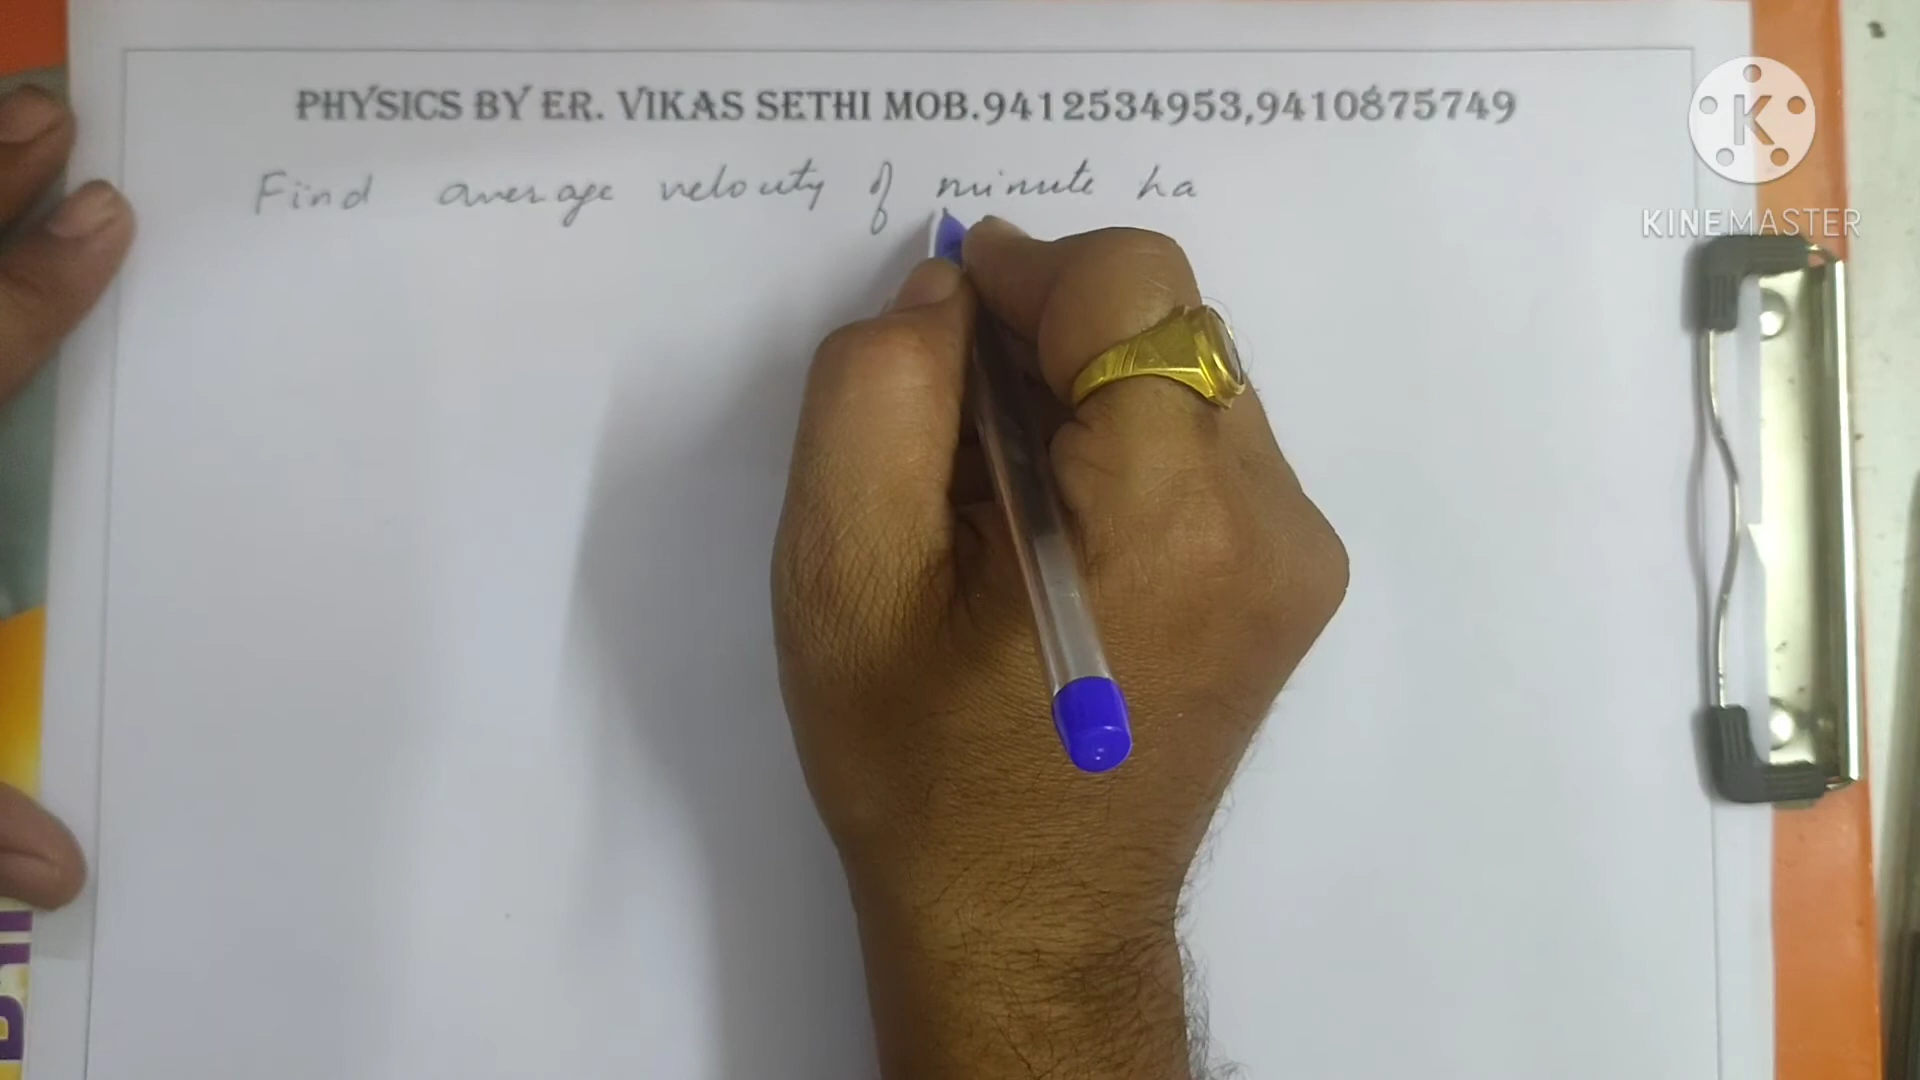 PHYSICS BY ER. VIKAS SETHI MOB.9412534953,9410875749
Find average velocity of minute ha
K
KINEMASTER